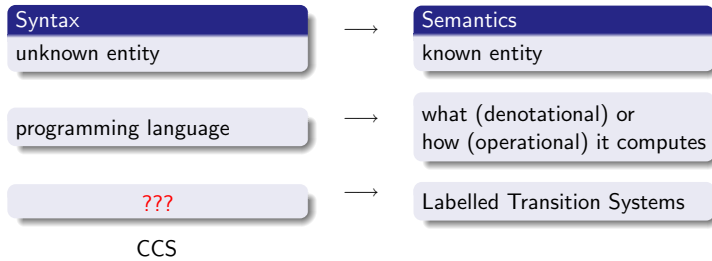 Syntax
unknown entity
⟶
Semantics
known entity
programming language
⟶
what (denotational) or
how (operational) it computes
???
⟶
Labelled Transition Systems
CCS